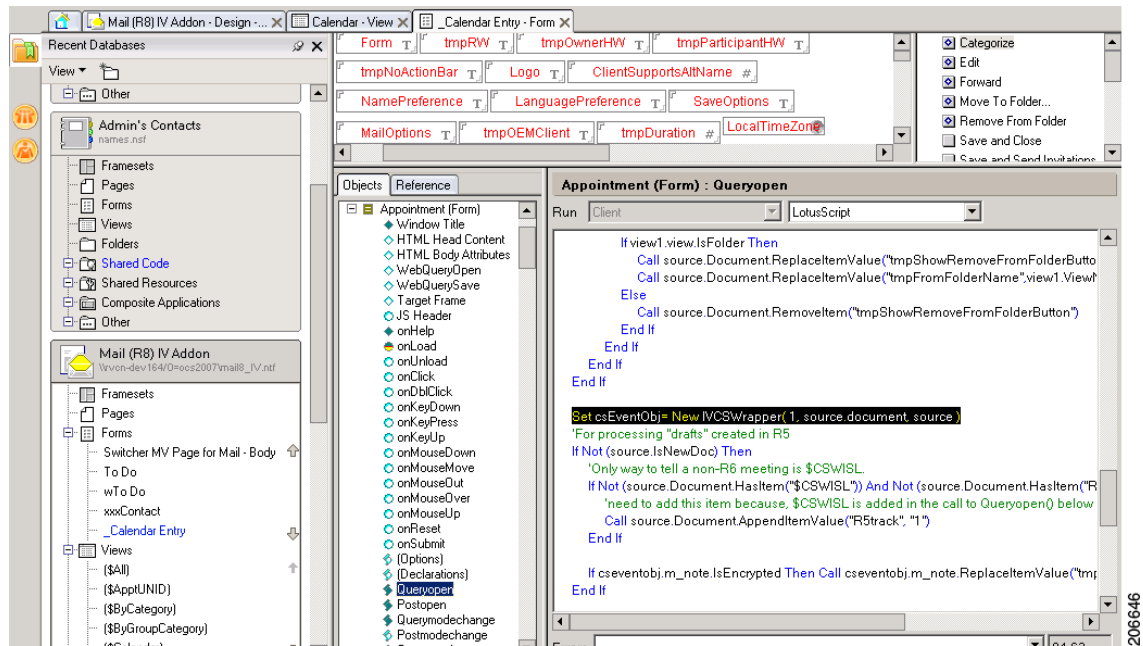 Mail (R8) IV Addon - Design -...
Calendar - View
_Calendar Entry - Form
Recent Databases
View
Other
Admin's Contacts
names.nsf
Framesets
Pages
Forms
Views
Folders
Shared Code
Shared Resources
Composite Applications
Other
Mail (R8) IV Addon
Framesets
Pages
Forms
Switcher MV Page for Mail - Body
To Do
wTo Do
xxxContact
_Calendar Entry
Views
($All)
($ApptUNID)
($ByCategory)
($ByGroupCategory)
Form T tmpRW T tmpOwnerHW T tmpParticipantHW T
tmpNoActionBar T Logo T ClientSupportsAltName #
NamePreference T LanguagePreference T SaveOptions T
MailOptions T tmpOEMClient T tmpDuration # LocalTimeZone
Categorize
Edit
Forward
Move To Folder...
Remove From Folder
Save and Close
Save and Send Invitations
Objects Reference
Appointment (Form)
Window Title
HTML Head Content
HTML Body Attributes
WebQueryOpen
WebQuerySave
Target Frame
JS Header
onHelp
onLoad
onUnload
onClick
onDblClick
onKeyDown
onKeyPress
onKeyUp
onMouseDown
onMouseMove
onMouseOut
onMouseOver
onMouseUp
onReset
onSubmit
(Options)
(Declarations)
Queryopen
Postopen
Querymodechange
Postmodechange
Appointment (Form) : Queryopen
Run Client LotusScript
If view1.view.IsFolder Then
Call source.Document.ReplaceItemValue("tmpShowRemoveFromFolderButto
Call source.Document.ReplaceItemValue("tmpFromFolderName",view1.View
Else
Call source.Document.RemoveItem("tmpShowRemoveFromFolderButton")
End If
End If
End If
End If
Set csEventObj= New IVCSWrapper( 1, source.document, source )
'For processing "drafts" created in R5
If Not (source.IsNewDoc) Then
'Only way to tell a non-R6 meeting is $CSWISL.
If Not (source.Document.HasItem("$CSWISL")) And Not (source.Document.HasItem("R
'need to add this item because, $CSWISL is added in the call to Queryopen() below
Call source.Document.AppendItemValue("R5track", "1")
End If
If cseventobj.m_note.IsEncrypted Then Call cseventobj.m_note.ReplaceItemValue("tmp
End If
206646